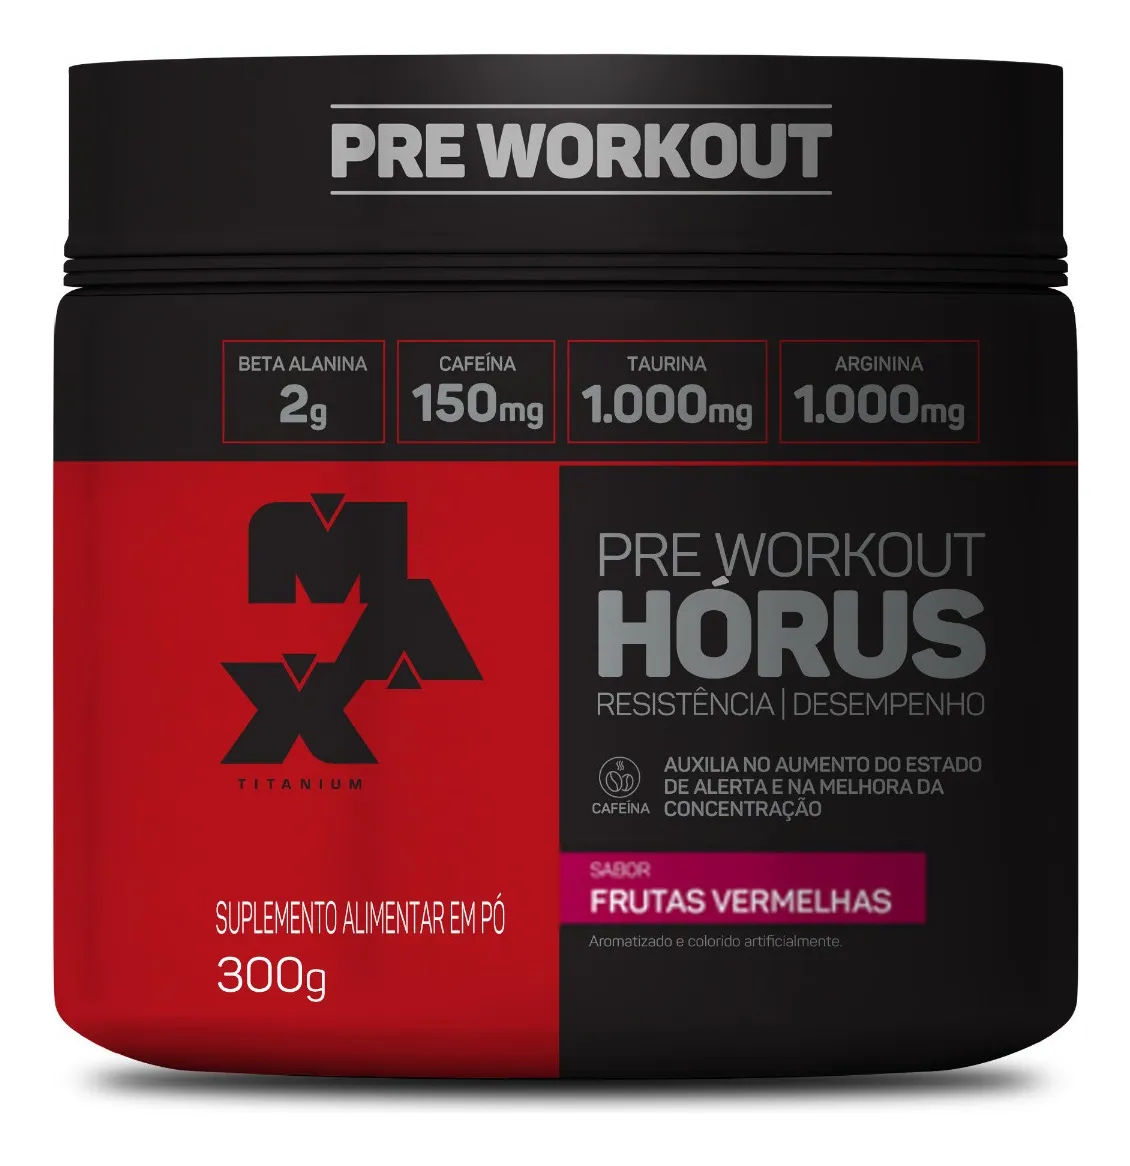 PRE WORKOUT
BETA ALANINA
2g
CAFEÍNA
150mg
TAURINA
1.000mg
ARGININA
1.000mg
MAX
TITANIUM
SUPLEMENTO ALIMENTAR EM PÓ
300g
PRE WORKOUT
HÓRUS
RESISTÊNCIA | DESEMPENHO
CAFEÍNA
AUXILIA NO AUMENTO DO ESTADO
DE ALERTA E NA MELHORA DA
CONCENTRAÇÃO
SABOR
FRUTAS VERMELHAS
Aromatizado e colorido artificialmente.